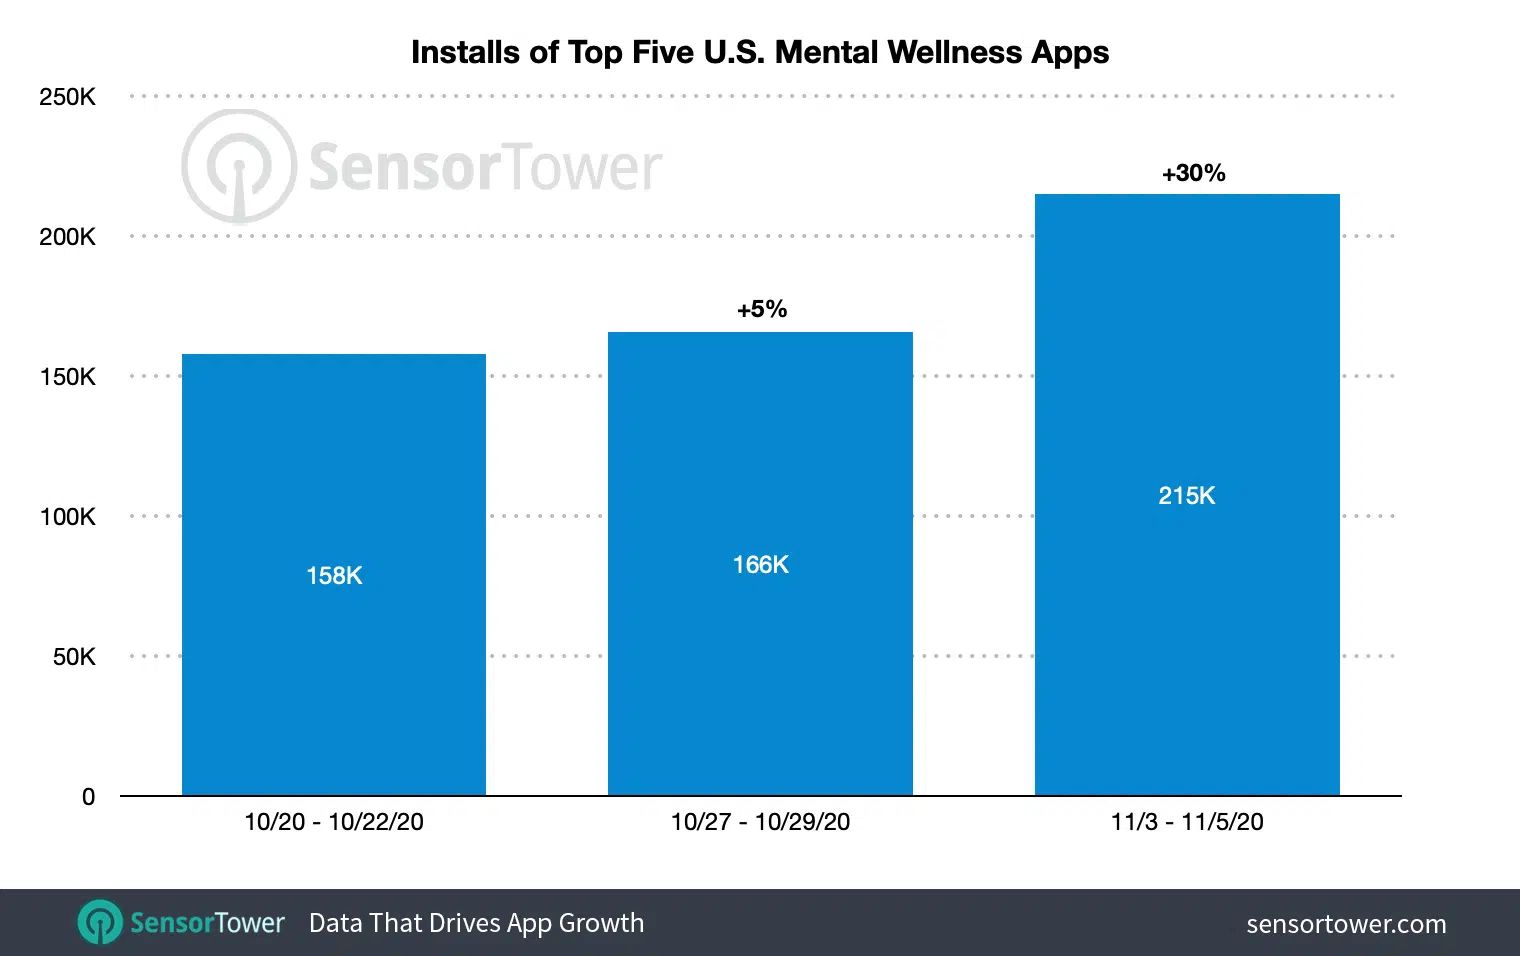 Installs of Top Five U.S. Mental Wellness Apps
250K
SensorTower
+30%
200K
+5%
150K
215K
100K
166K
158K
50K
0
10/20 - 10/22/20
10/27 - 10/29/20
11/3 - 11/5/20
SensorTower Data That Drives App Growth
sensortower.com